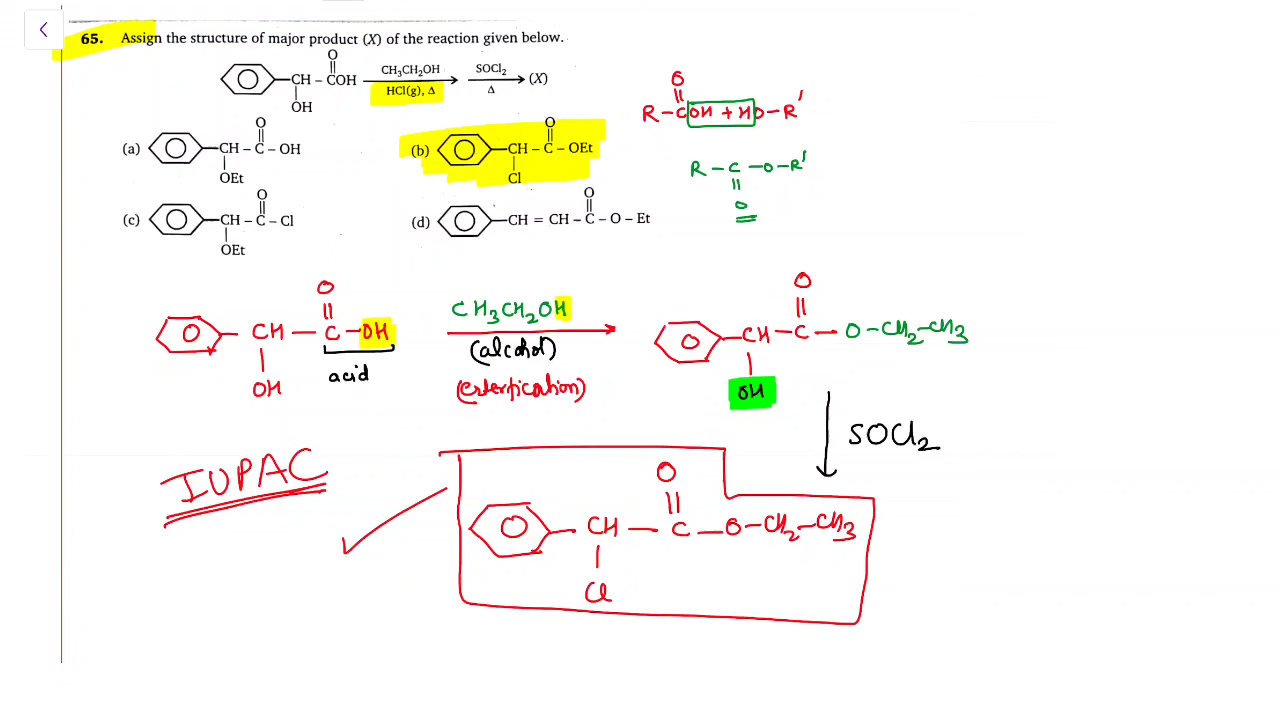 65. Assign the structure of major product (X) of the reaction given below.
O
CH – COH CH₃CH₂OH HCl(g), Δ SOCl₂ Δ (X)
OH
(a) CH – C – OH
O
OEt
(b) CH – C – OEt
O
Cl
(c) CH – C – Cl
O
OEt
(d) CH = CH – C – O – Et
O
O
R – C OH + H O – R'
R – C – O – R'
O
O
CH – C – OH
OH
acid
CH₃CH₂OH
(alcohol)
(esterification)
O
CH – C – O – CH₂ – CH₃
OH
SOCl₂
IUPAC
O
CH – C – O – CH₂ – CH₃
Cl